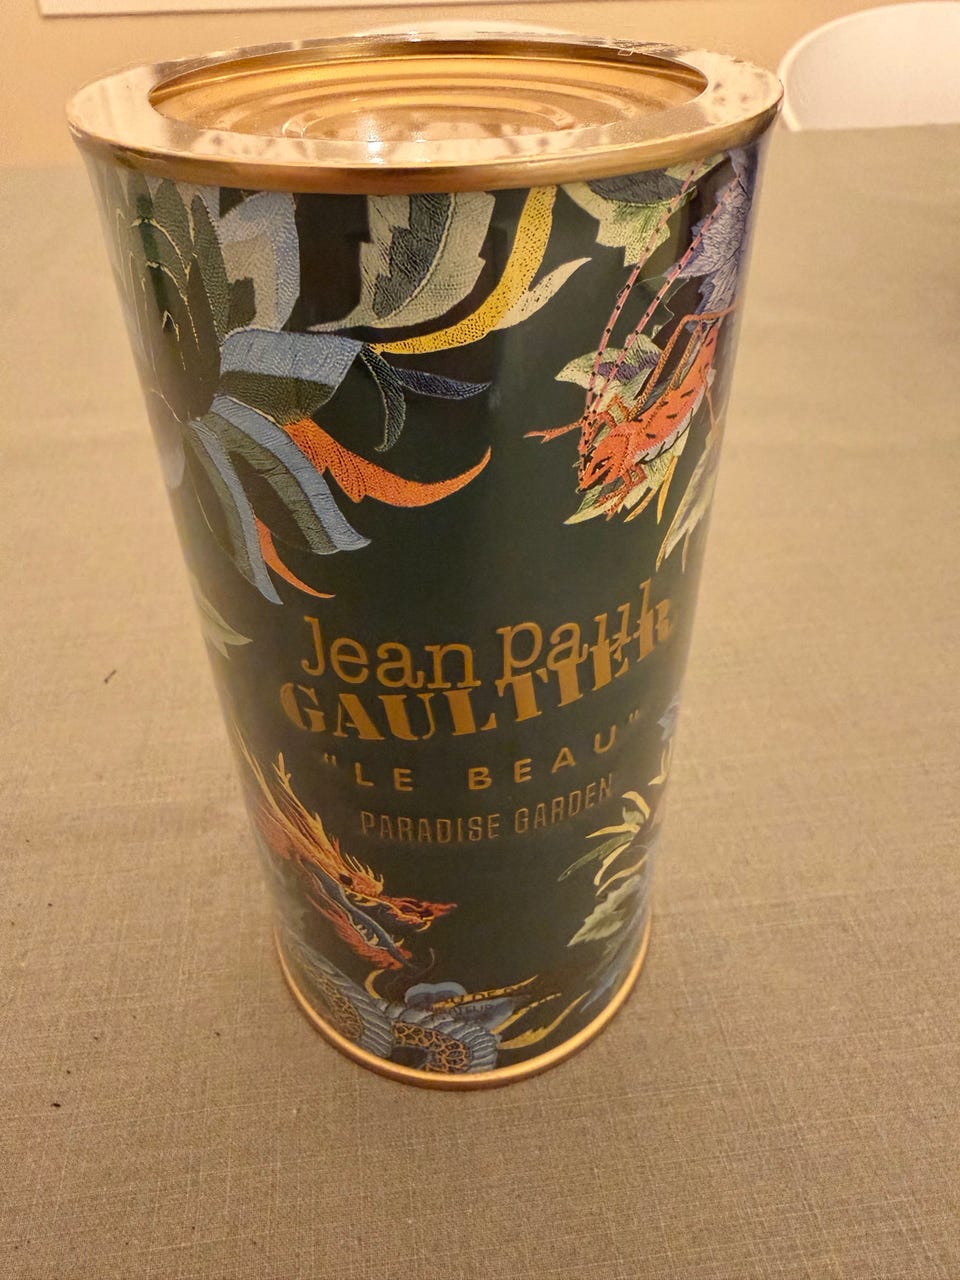 Jean Paul
GAULTIER
"LE BEAU"
PARADISE GARDEN